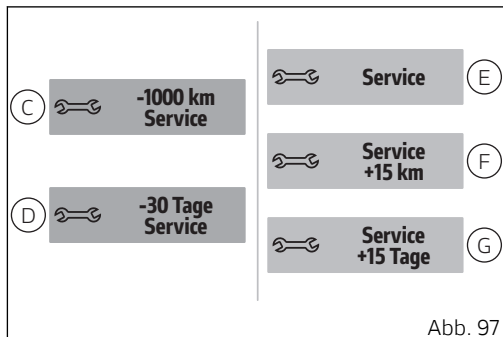 C
-1000 km
Service
D
-30 Tage
Service
Service
E
Service
+15 km
F
Service
+15 Tage
G
Abb. 97